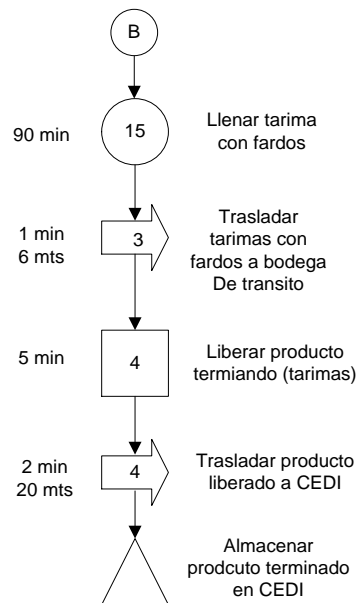 B
90 min
15
Llenar tarima
con fardos
1 min
6 mts
3
Trasladar
tarimas con
fardos a bodega
De transito
5 min
4
Liberar producto
termiando (tarimas)
2 min
20 mts
4
Trasladar producto
liberado a CEDI
Almacenar
prodcuto terminado
en CEDI